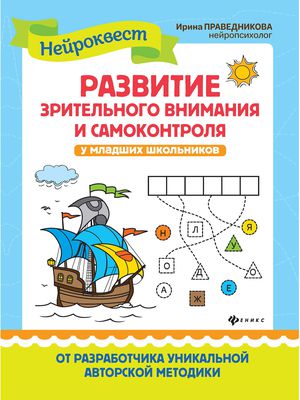 Нейроквест
Ирина ПРАВЕДНИКОВА
нейропсихолог
РАЗВИТИЕ
ЗРИТЕЛЬНОГО ВНИМАНИЯ
И САМОКОНТРОЛЯ
У МЛАДШИХ ШКОЛЬНИКОВ
Н Л У
О Д О
А Ж Е
ФЕНИКС
ОТ РАЗРАБОТЧИКА УНИКАЛЬНОЙ
АВТОРСКОЙ МЕТОДИКИ